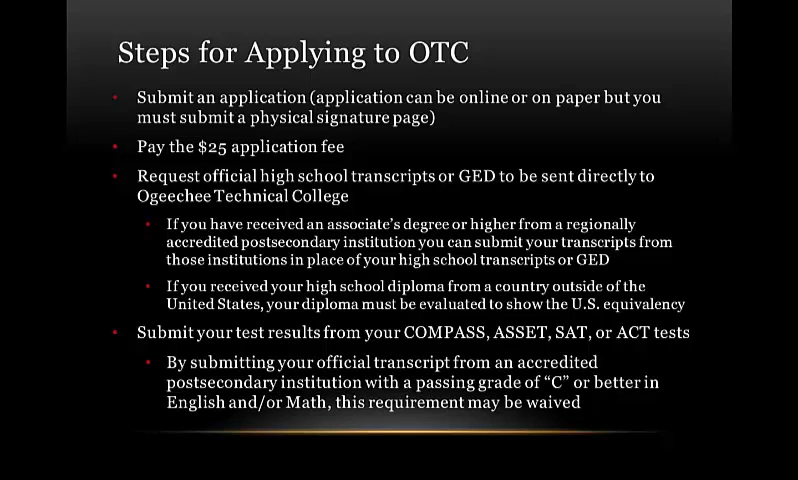 Steps for Applying to OTC
• Submit an application (application can be online or on paper but you
must submit a physical signature page)
• Pay the $25 application fee
• Request official high school transcripts or GED to be sent directly to
Ogeechee Technical College
• If you have received an associate's degree or higher from a regionally
accredited postsecondary institution you can submit your transcripts from
those institutions in place of your high school transcripts or GED
• If you received your high school diploma from a country outside of the
United States, your diploma must be evaluated to show the U.S. equivalency
• Submit your test results from your COMPASS, ASSET, SAT, or ACT tests
• By submitting your official transcript from an accredited
postsecondary institution with a passing grade of “C” or better in
English and/or Math, this requirement may be waived